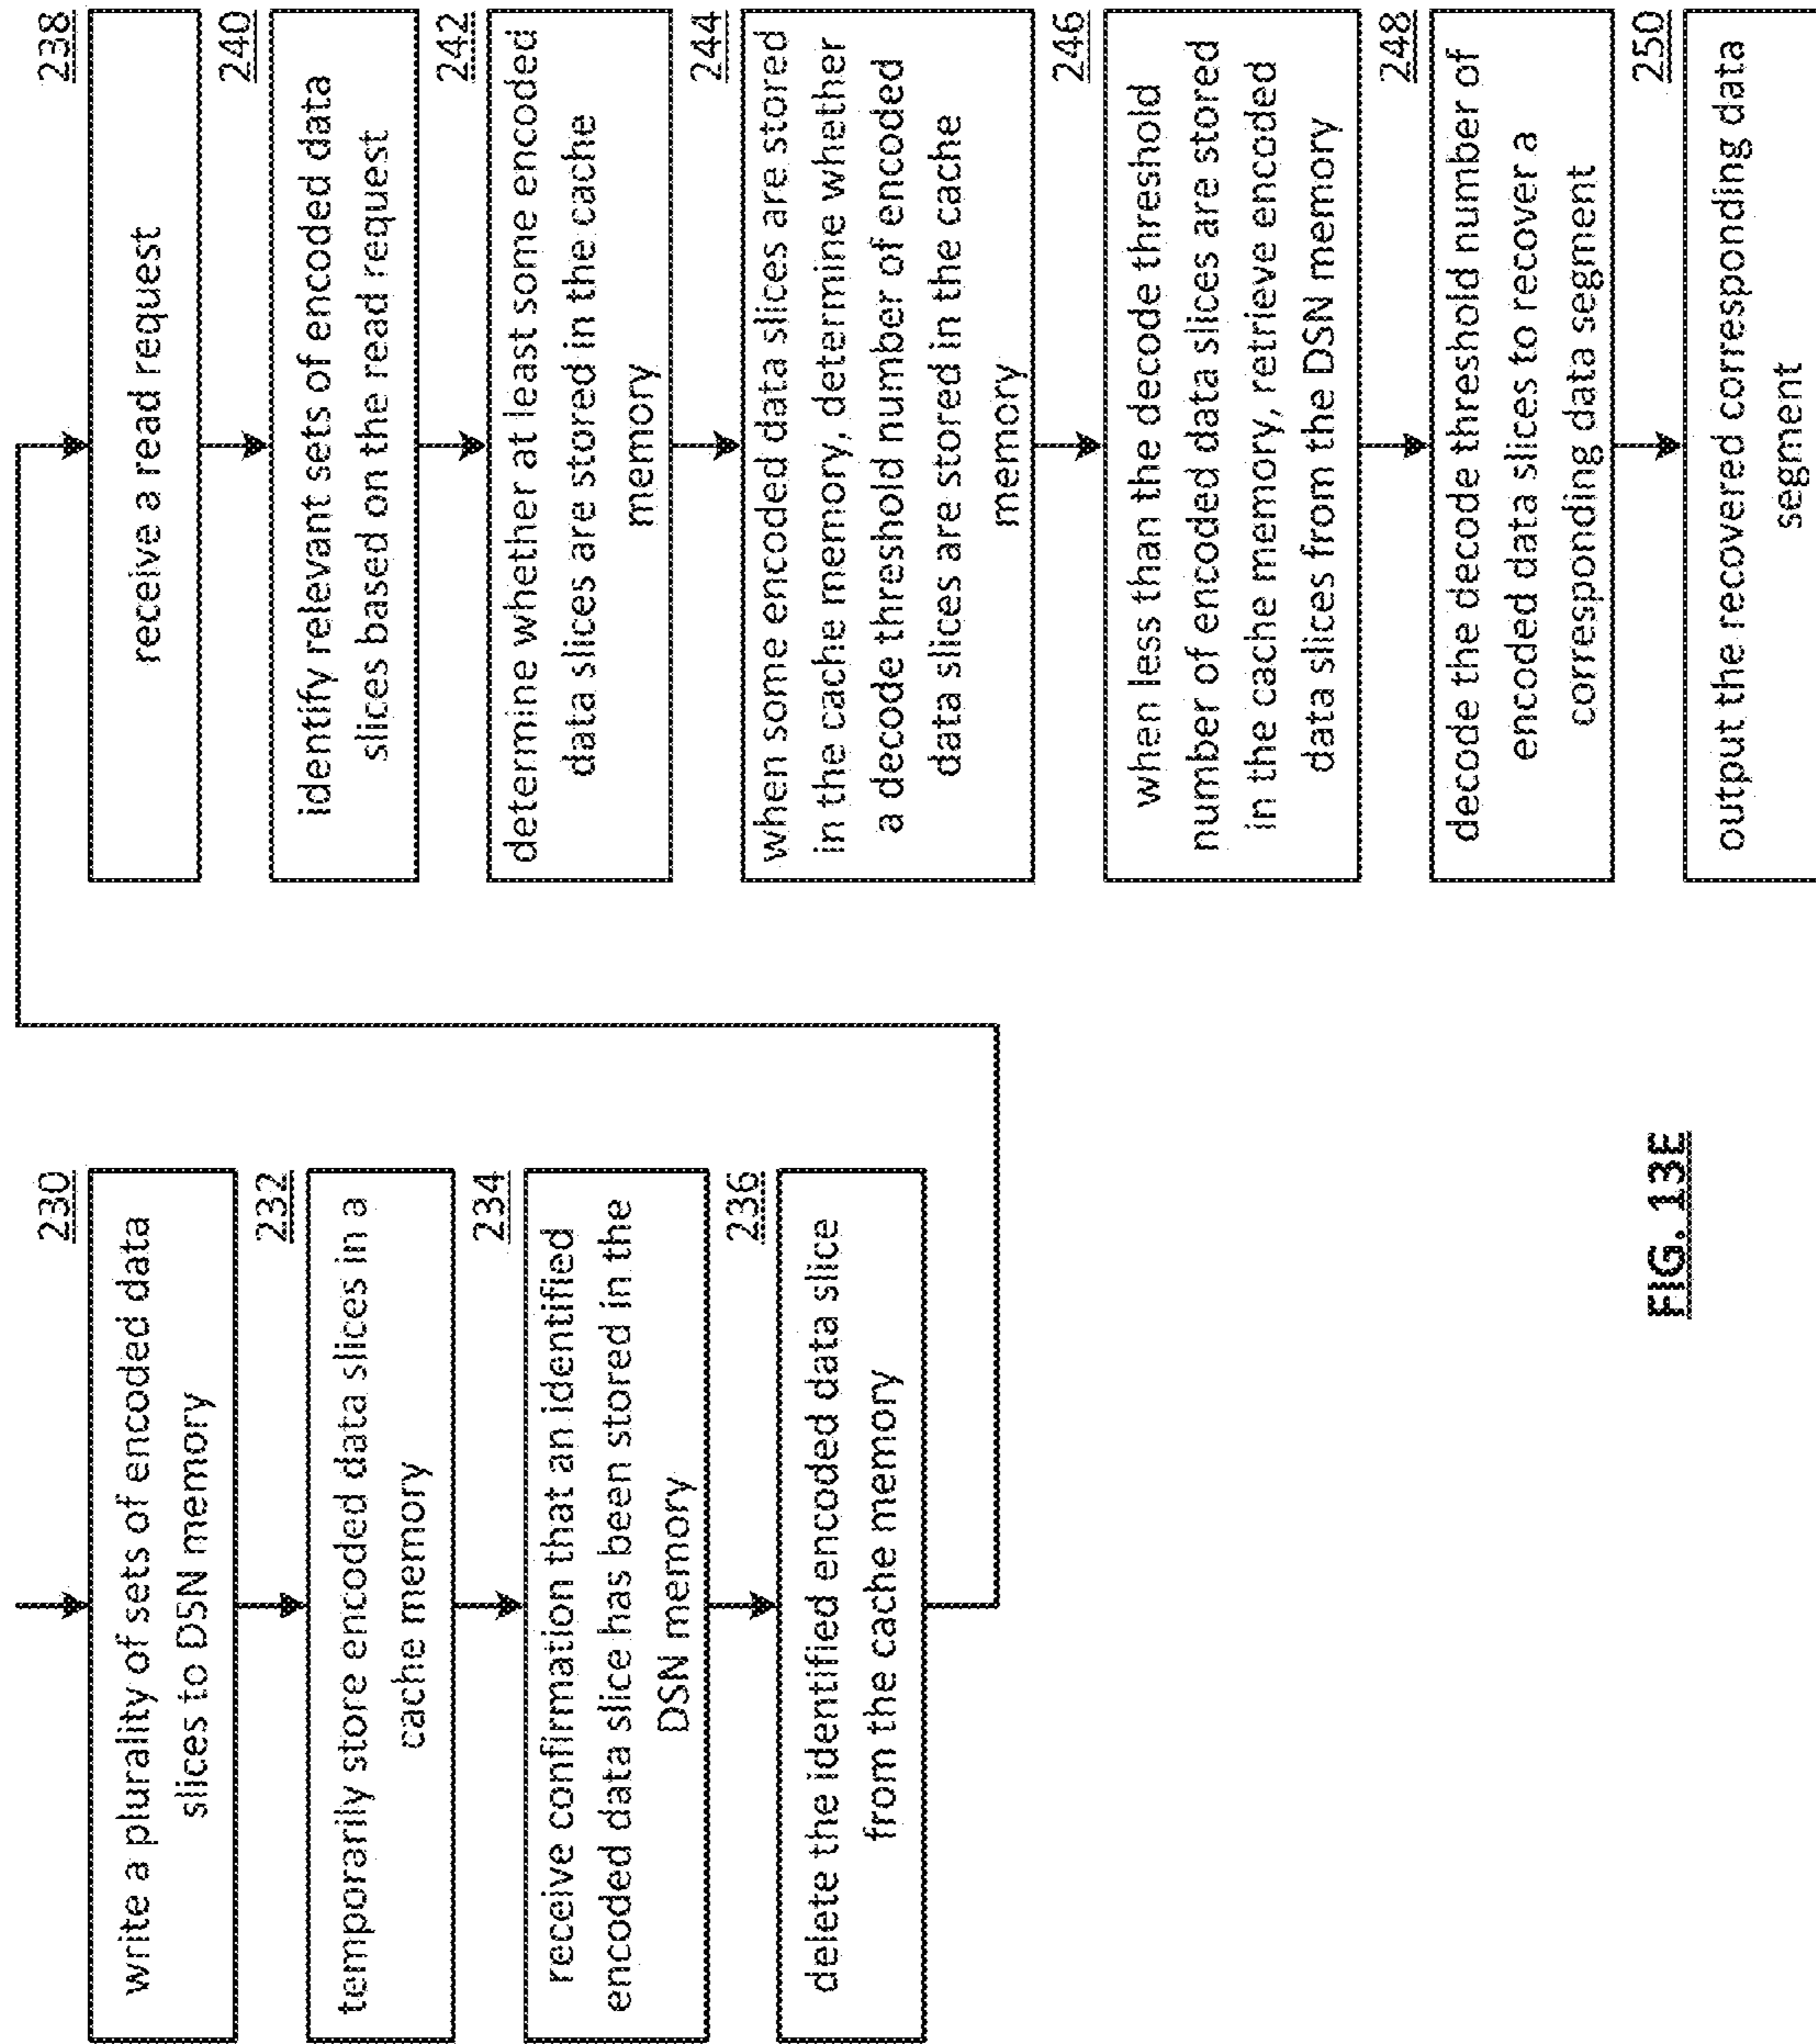 230
write a plurality of sets of encoded data
slices to DSN memory
232
temporarily store encoded data slices in a
cache memory
234
receive confirmation that an identified
encoded data slice has been stored in the
DSN memory
236
delete the identified encoded data slice
from the cache memory
238
receive a read request
240
identify relevant sets of encoded data
slices based on the read request
242
determine whether at least some encoded
data slices are stored in the cache
memory
244
when some encoded data slices are stored
in the cache memory, determine whether
a decode threshold number of encoded
data slices are stored in the cache
memory
246
when less than the decode threshold
number of encoded data slices are stored
in the cache memory, retrieve encoded
data slices from the DSN memory
248
decode the decode threshold number of
encoded data slices to recover a
corresponding data segment
250
output the recovered corresponding data
segment
FIG. 13E